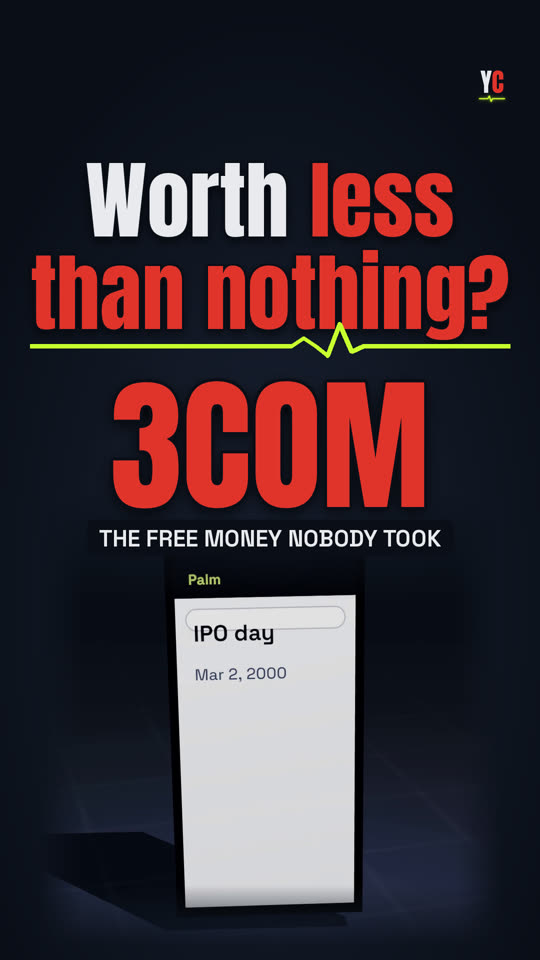 YC
Worth less
than nothing?
3COM
THE FREE MONEY NOBODY TOOK
Palm
IPO day
Mar 2, 2000